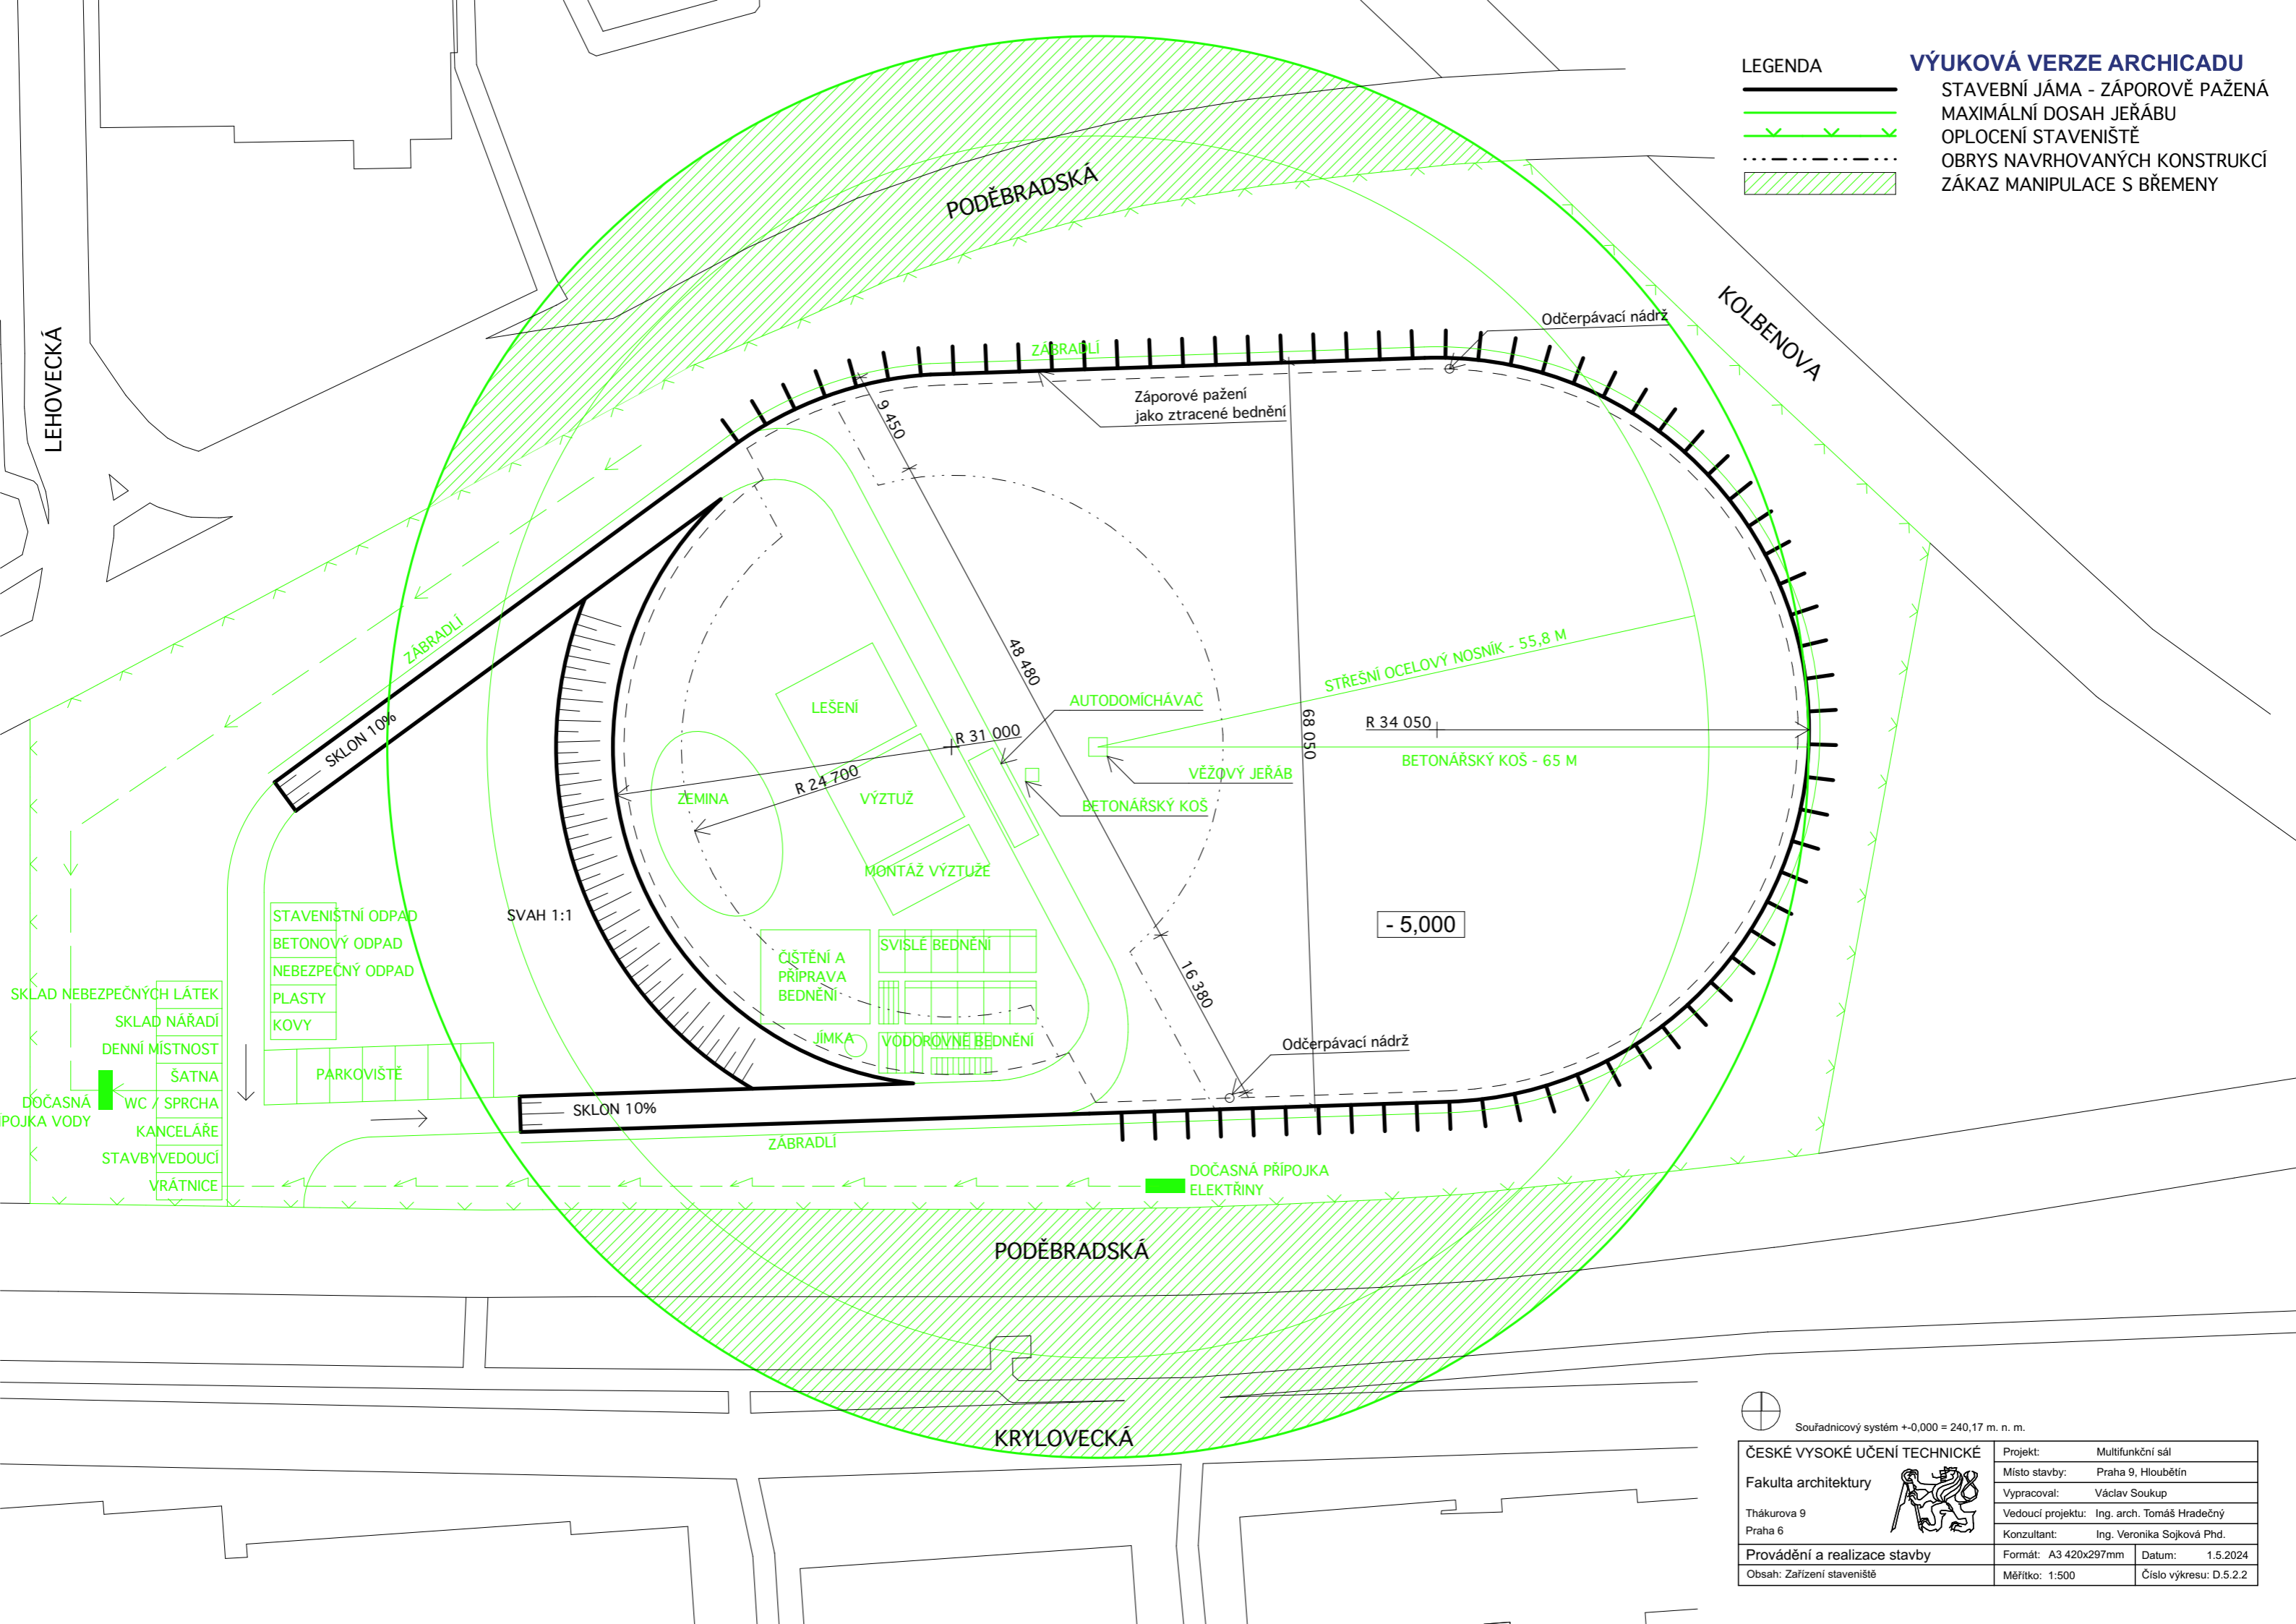 LEGENDA
VÝUKOVÁ VERZE ARCHICADU
STAVEBNÍ JÁMA - ZÁPOROVĚ PAŽENÁ
MAXIMÁLNÍ DOSAH JEŘÁBU
OPLOCENÍ STAVENIŠTĚ
OBRYS NAVRHOVANÝCH KONSTRUKCÍ
ZÁKAZ MANIPULACE S BŘEMENY
PODĚBRADSKÁ
KOLBENOVA
LEHOVECKÁ
Odčerpávací nádrž
ZÁBRADLÍ
Záporové pažení
jako ztracené bednění
9 450
48 480
68 050
16 380
ZÁBRADLÍ
SKLON 10%
LEŠENÍ
AUTODOMÍCHÁVAČ
STŘEŠNÍ OCELOVÝ NOSNÍK - 55,8 M
R 31 000
R 34 050
BETONÁŘSKÝ KOŠ - 65 M
VĚŽOVÝ JEŘÁB
R 24 700
ZEMINA
VÝZTUŽ
BETONÁŘSKÝ KOŠ
MONTÁŽ VÝZTUŽE
SVAH 1:1
- 5,000
STAVENIŠTNÍ ODPAD
BETONOVÝ ODPAD
NEBEZPEČNÝ ODPAD
PLASTY
KOVY
ČIŠTĚNÍ A
PŘÍPRAVA
BEDNĚNÍ
SVISLÉ BEDNĚNÍ
JÍMKA
VODOROVNÉ BEDNĚNÍ
SKLAD NEBEZPEČNÝCH LÁTEK
SKLAD NÁŘADÍ
DENNÍ MÍSTNOST
ŠATNA
WC / SPRCHA
KANCELÁŘE
STAVBYVEDOUCÍ
VRÁTNICE
DOČASNÁ
ÍPOJKA VODY
PARKOVIŠTĚ
SKLON 10%
Odčerpávací nádrž
ZÁBRADLÍ
DOČASNÁ PŘÍPOJKA
ELEKTŘINY
PODĚBRADSKÁ
KRYLOVECKÁ
Souřadnicový systém +-0,000 = 240,17 m. n. m.
ČESKÉ VYSOKÉ UČENÍ TECHNICKÉ
Fakulta architektury
Thákurova 9
Praha 6
Projekt: Multifunkční sál
Místo stavby: Praha 9, Hloubětín
Vypracoval: Václav Soukup
Vedoucí projektu: Ing. arch. Tomáš Hradečný
Konzultant: Ing. Veronika Sojková Phd.
Provádění a realizace stavby
Formát: A3 420x297mm
Datum: 1.5.2024
Obsah: Zařízení staveniště
Měřítko: 1:500
Číslo výkresu: D.5.2.2